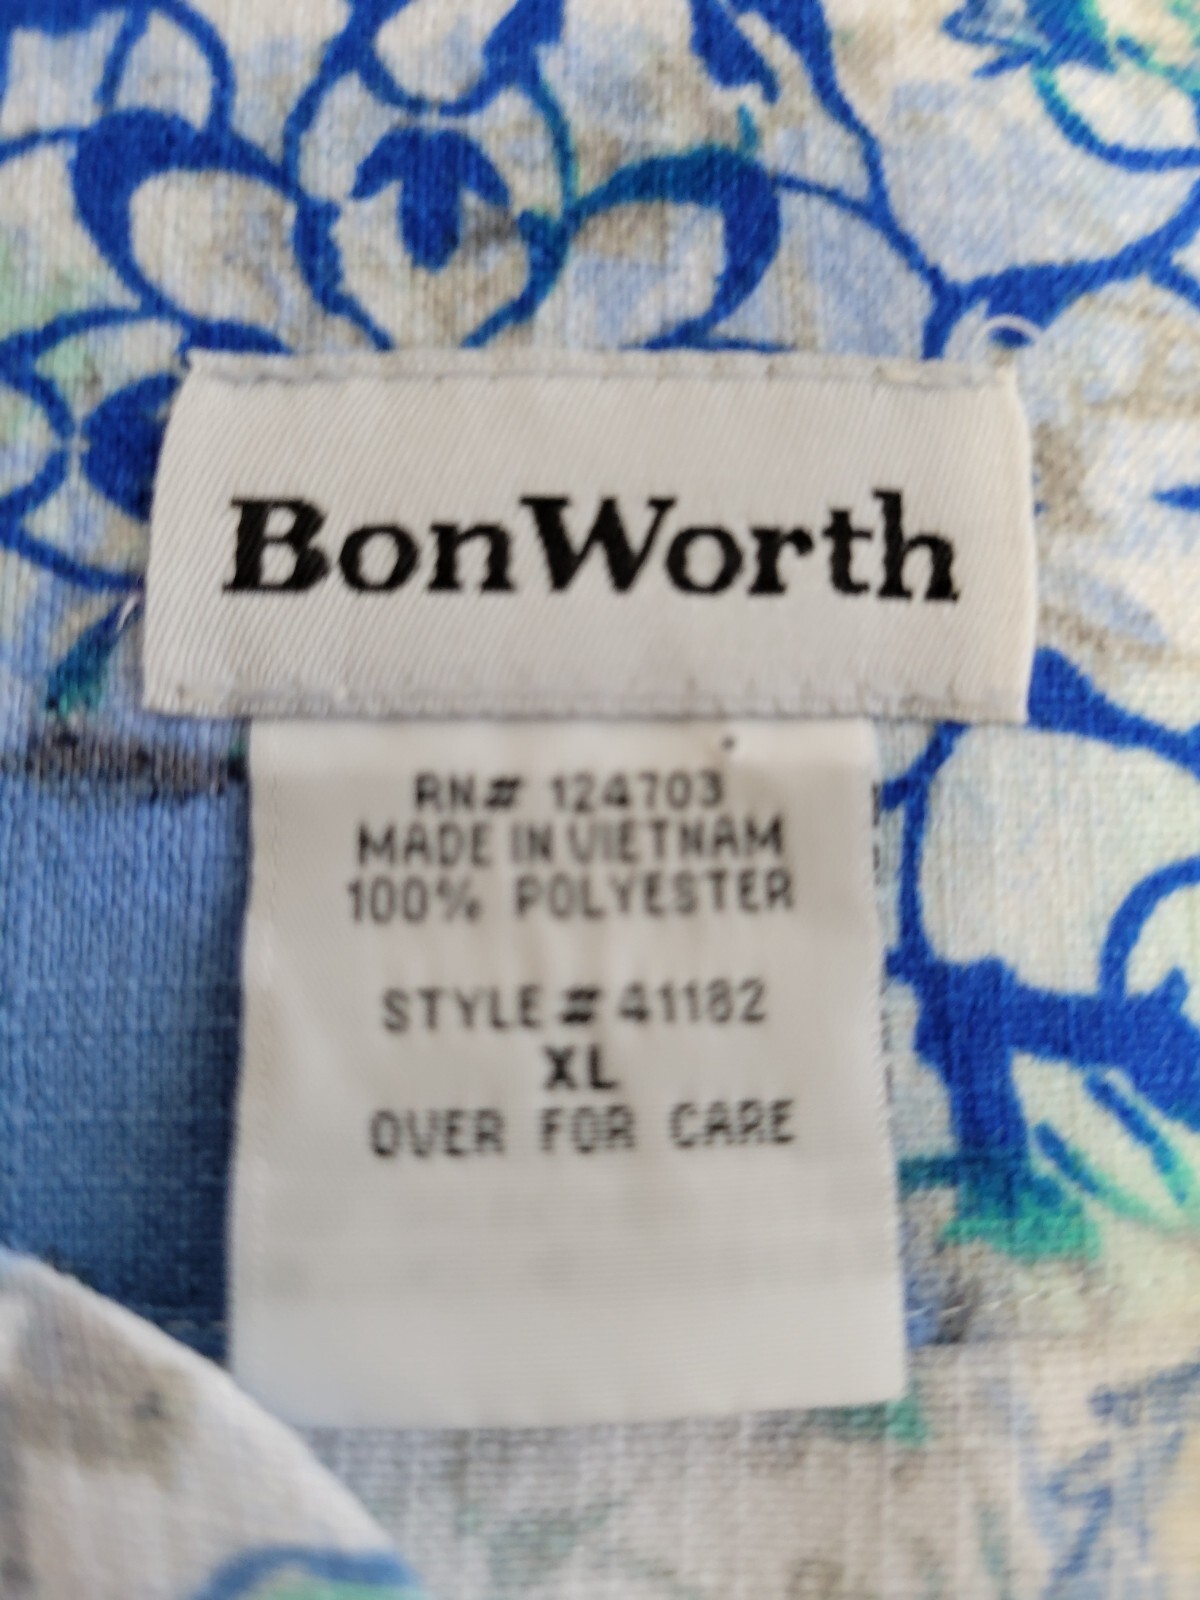 BonWorth
RN# 124703
MADE IN VIETNAM
100% POLYESTER
STYLE # 41182
XL
OVER FOR CARE